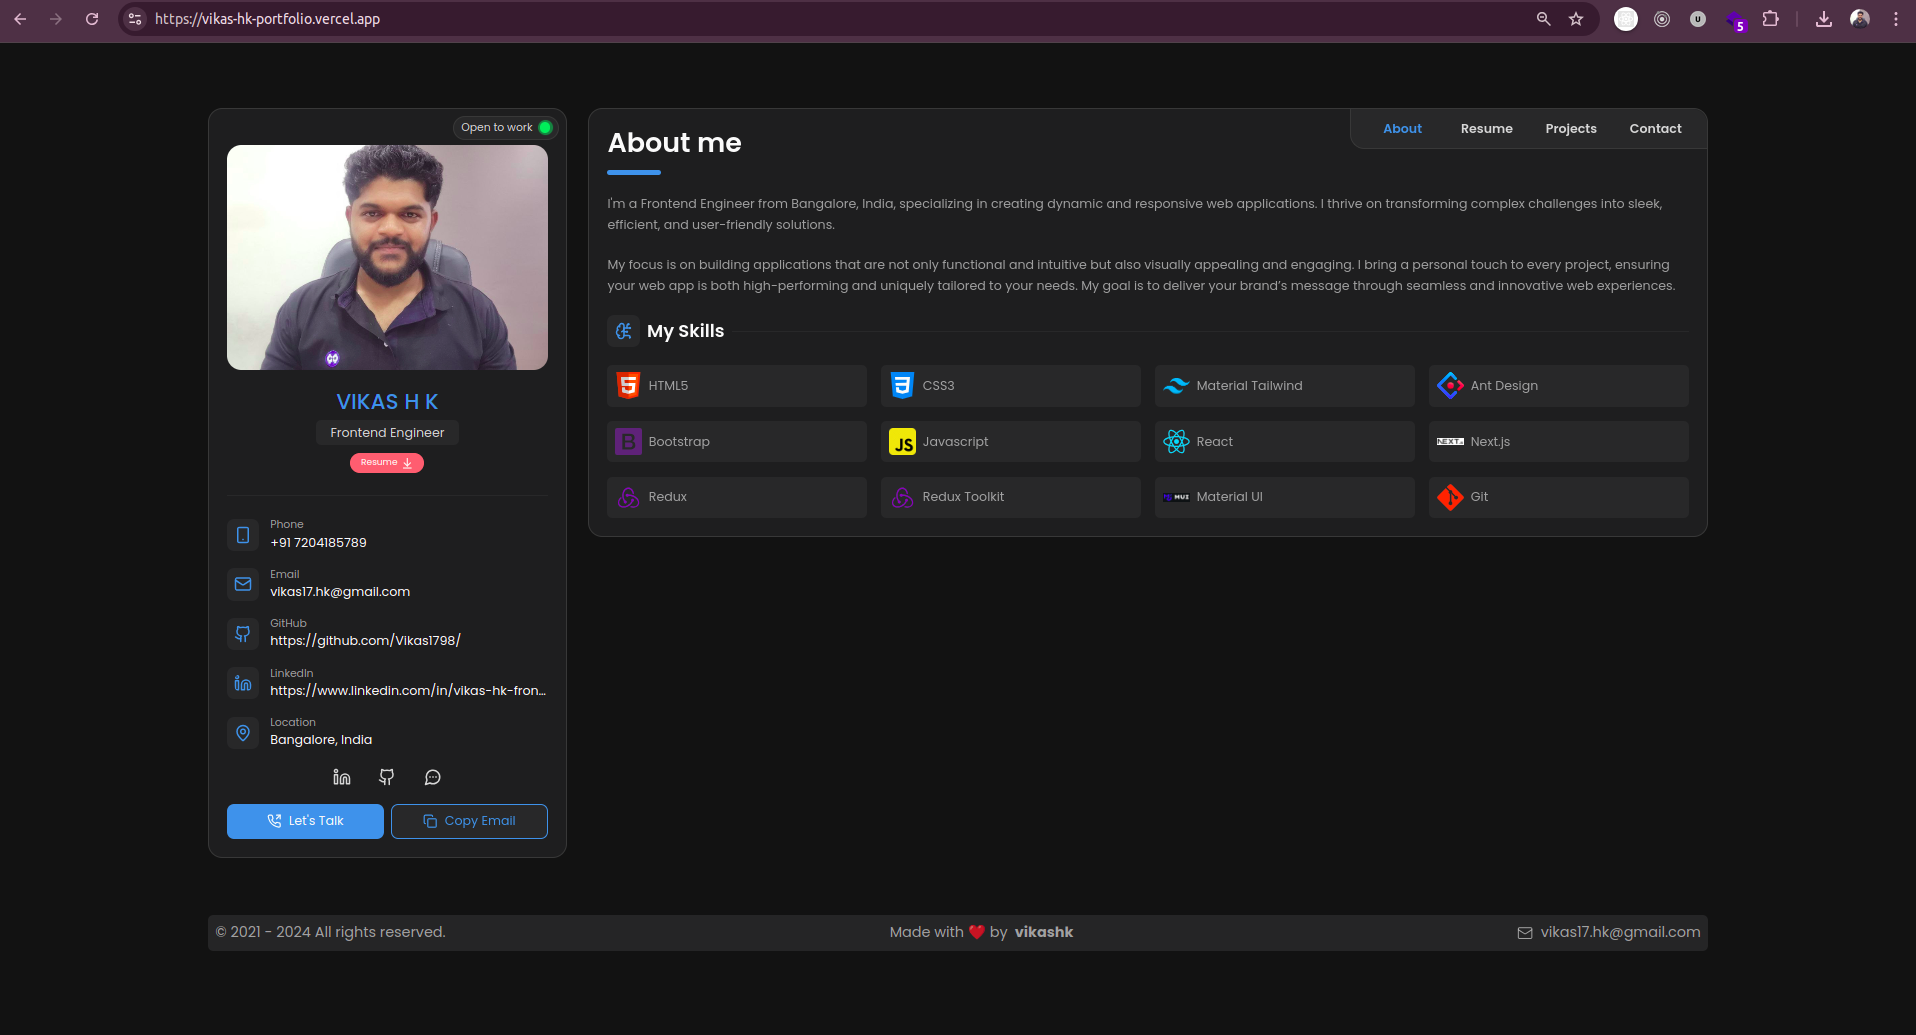 https://vikas-hk-portfolio.vercel.app
U
5
Open to work
VIKAS H K
Frontend Engineer
Resume
Phone
+91 7204185789
Email
vikas17.hk@gmail.com
GitHub
https://github.com/Vikas1798/
LinkedIn
https://www.linkedin.com/in/vikas-hk-fron...
Location
Bangalore, India
Let's Talk
Copy Email
About
Resume
Projects
Contact
About me
I'm a Frontend Engineer from Bangalore, India, specializing in creating dynamic and responsive web applications. I thrive on transforming complex challenges into sleek,
efficient, and user-friendly solutions.
My focus is on building applications that are not only functional and intuitive but also visually appealing and engaging. I bring a personal touch to every project, ensuring
your web app is both high-performing and uniquely tailored to your needs. My goal is to deliver your brand’s message through seamless and innovative web experiences.
My Skills
HTML5
CSS3
Material Tailwind
Ant Design
B Bootstrap
JS Javascript
React
NEXT.JS Next.js
Redux
Redux Toolkit
MUI Material UI
Git
© 2021 - 2024 All rights reserved.
Made with ❤️ by vikashk
vikas17.hk@gmail.com